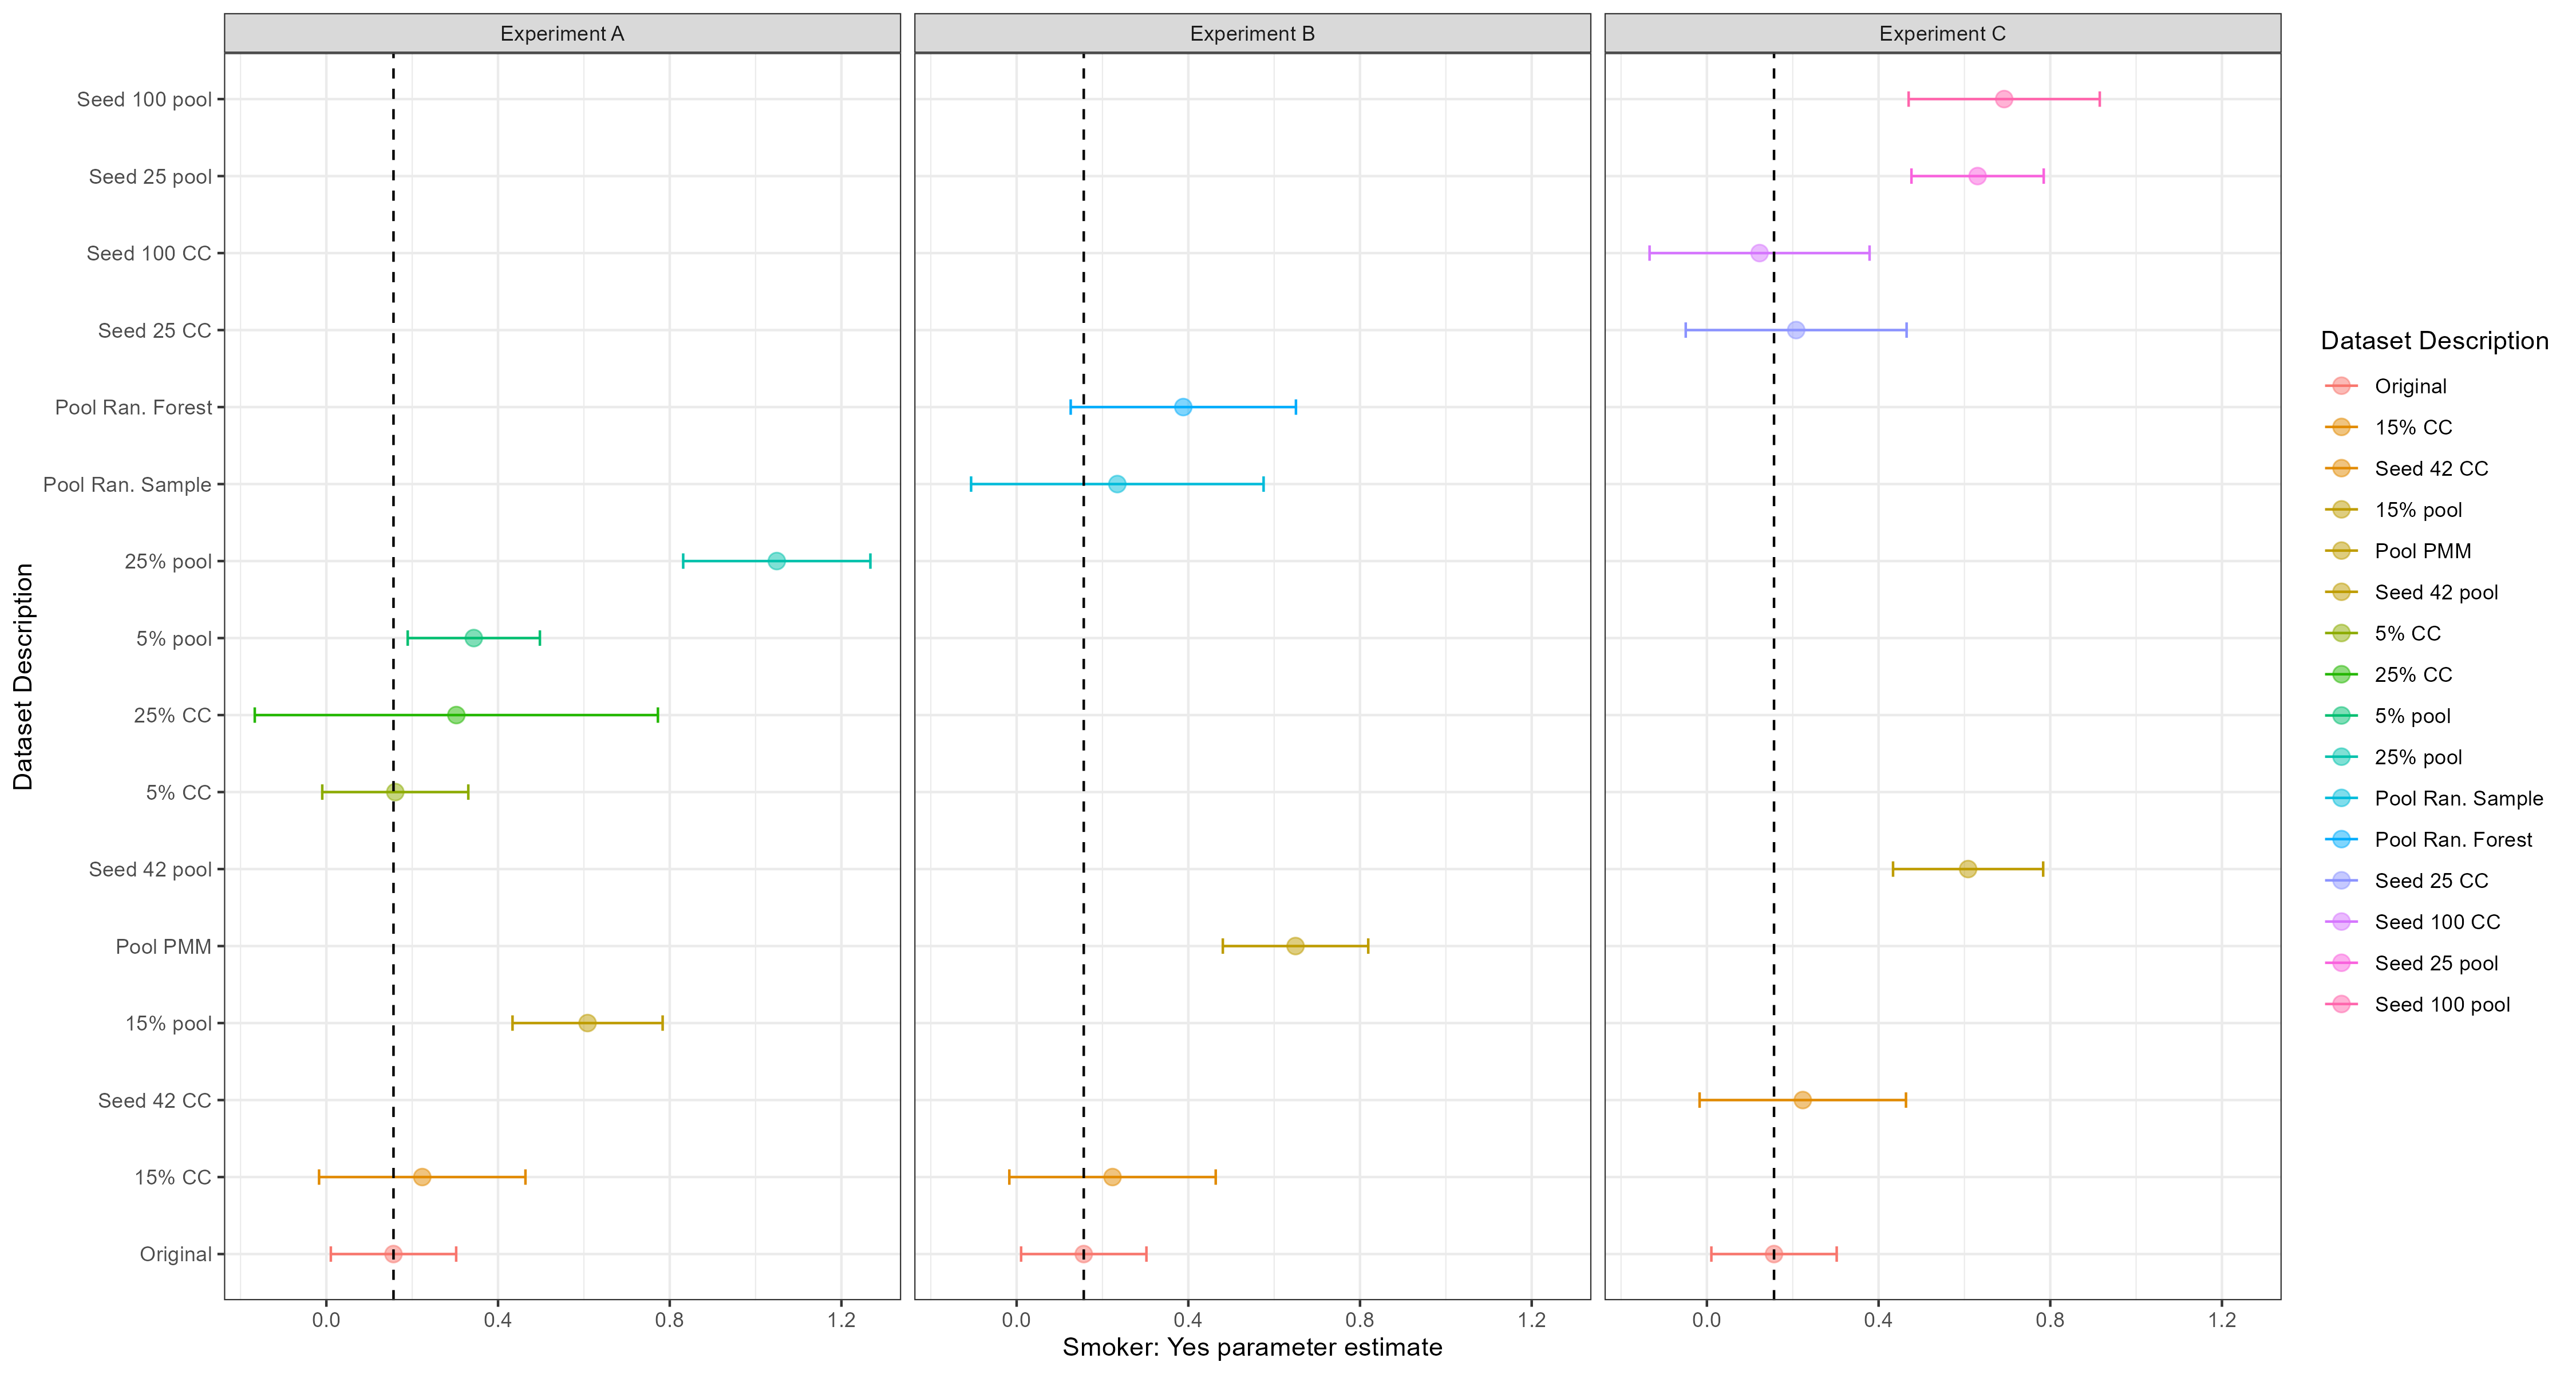 Experiment A
Experiment B
Experiment C
Dataset Description
Seed 100 pool
Seed 25 pool
Seed 100 CC
Seed 25 CC
Pool Ran. Forest
Pool Ran. Sample
25% pool
5% pool
25% CC
5% CC
Seed 42 pool
Pool PMM
15% pool
Seed 42 CC
15% CC
Original
0.0 0.4 0.8 1.2
0.0 0.4 0.8 1.2
0.0 0.4 0.8 1.2
Smoker: Yes parameter estimate
Dataset Description
Original
15% CC
Seed 42 CC
15% pool
Pool PMM
Seed 42 pool
5% CC
25% CC
5% pool
25% pool
Pool Ran. Sample
Pool Ran. Forest
Seed 25 CC
Seed 100 CC
Seed 25 pool
Seed 100 pool